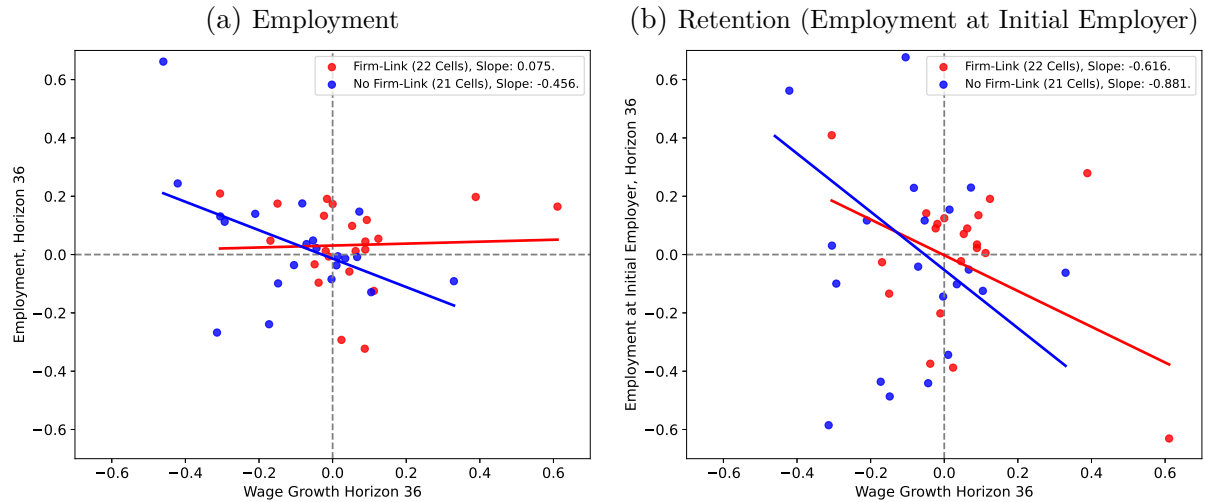 (a) Employment
Firm-Link (22 Cells), Slope: 0.075.
No Firm-Link (21 Cells), Slope: -0.456.
Employment, Horizon 36
0.6
0.4
0.2
0.0
−0.2
−0.4
−0.6
−0.6 −0.4 −0.2 0.0 0.2 0.4 0.6
Wage Growth Horizon 36
(b) Retention (Employment at Initial Employer)
Firm-Link (22 Cells), Slope: -0.616.
No Firm-Link (21 Cells), Slope: -0.881.
Employment at Initial Employer, Horizon 36
0.6
0.4
0.2
0.0
−0.2
−0.4
−0.6
−0.6 −0.4 −0.2 0.0 0.2 0.4 0.6
Wage Growth Horizon 36